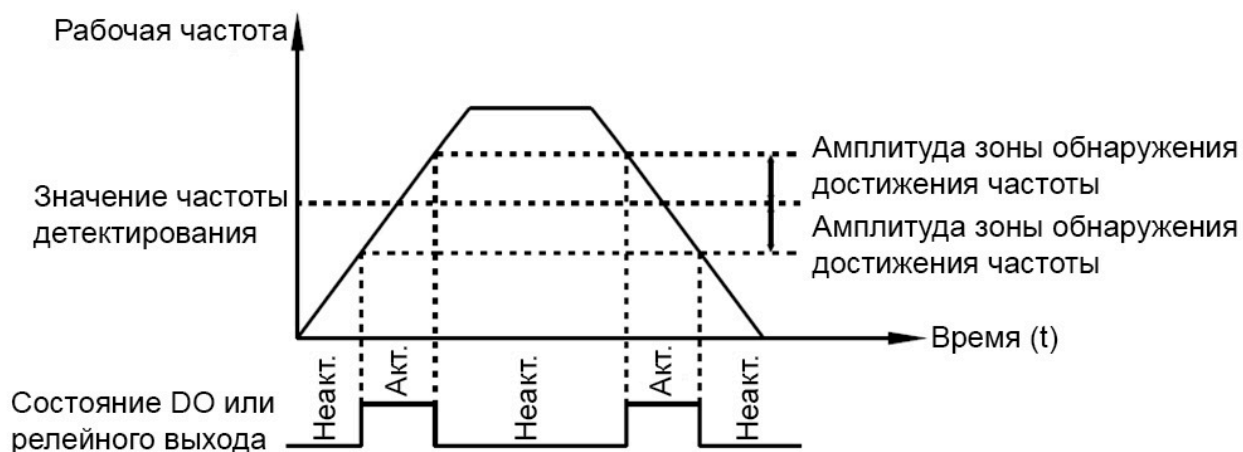 Рабочая частота
Амплитуда зоны обнаружения
достижения частоты
Значение частоты
детектирования
Амплитуда зоны обнаружения
достижения частоты
Время (t)
Неакт.
Акт.
Неакт.
Акт.
Неакт.
Состояние DO или
релейного выхода